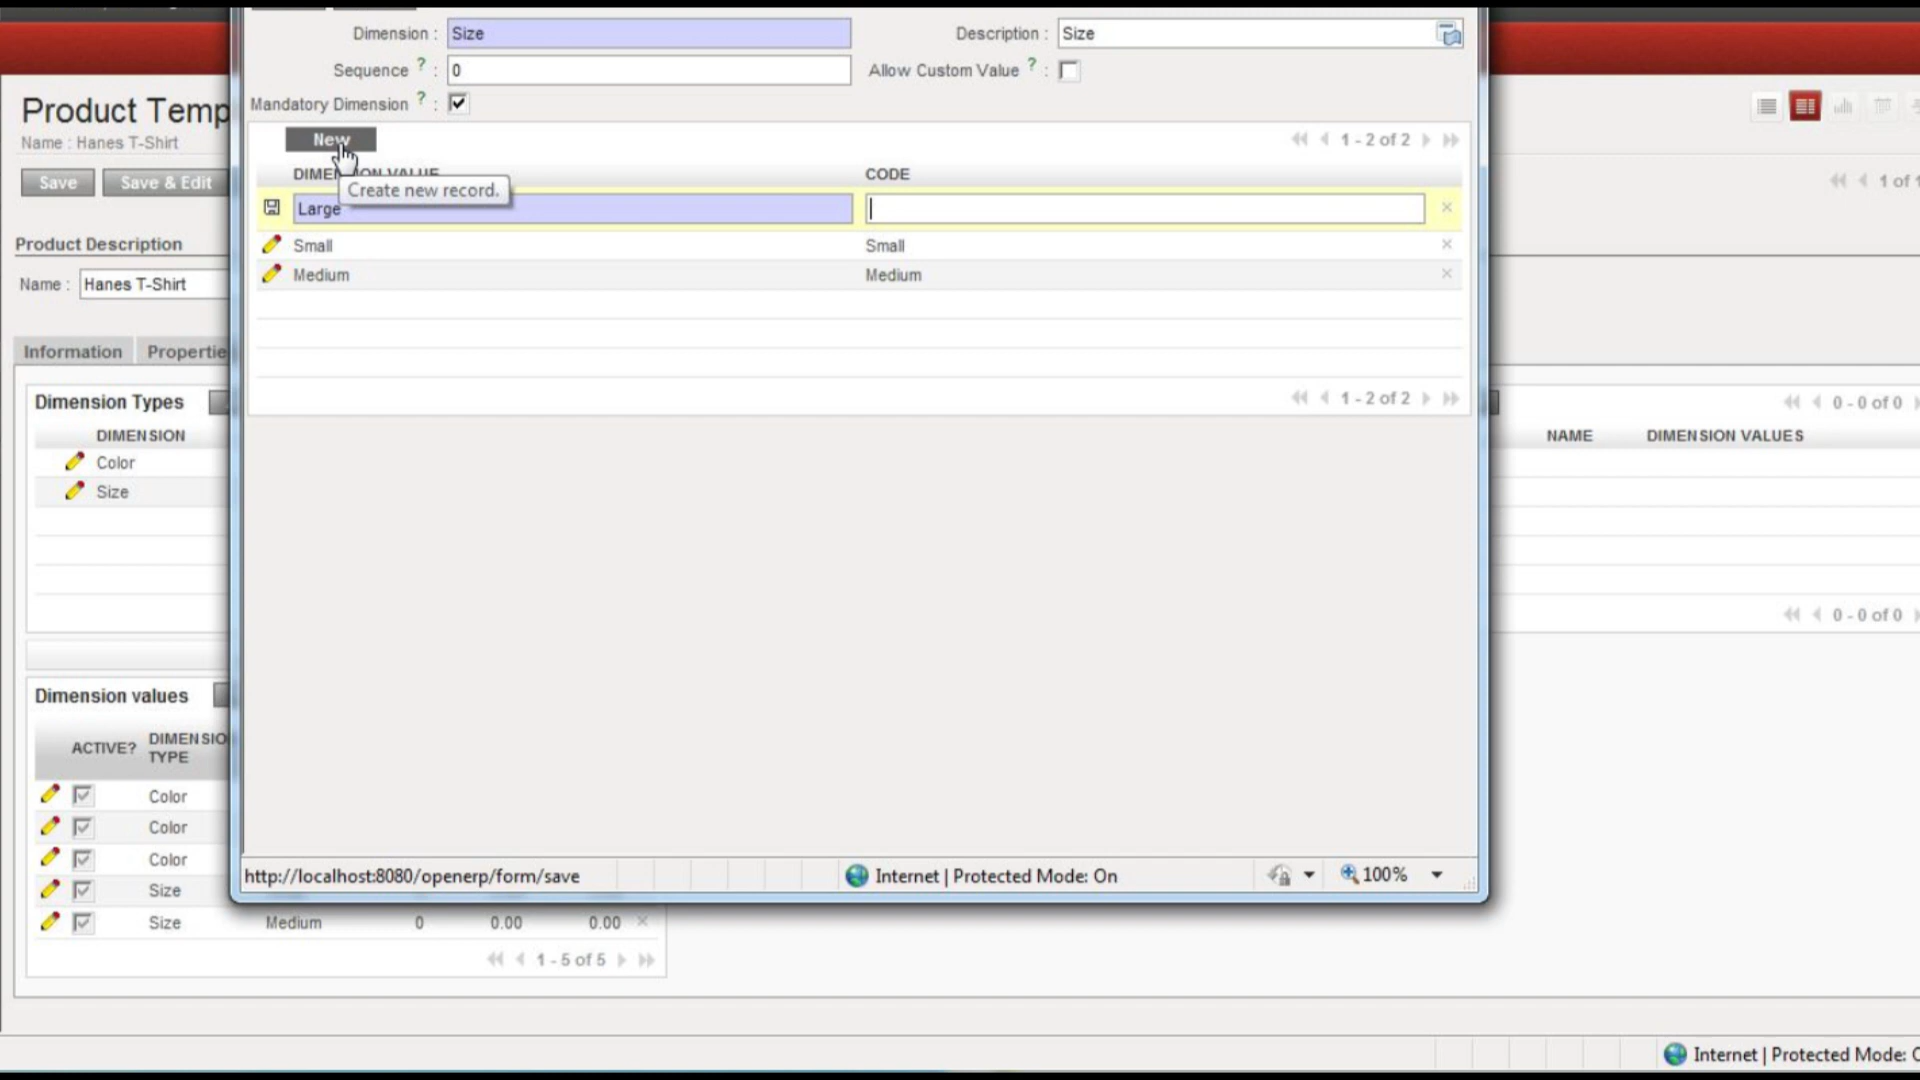 Dimension : Size
Description : Size
Sequence ? : 0
Allow Custom Value ? :
Mandatory Dimension ? :
Product Temp
Name : Hanes T-Shirt
New
1 - 2 of 2
DIMENSION VALUE
CODE
Create new record.
Save
Save & Edit
1 of 1
Large
Small
Small
Medium
Medium
Product Description
Name : Hanes T-Shirt
Information
Propertie
1 - 2 of 2
Dimension Types
0 - 0 of 0
DIMENSION
NAME
DIMENSION VALUES
Color
Size
0 - 0 of 0
Dimension values
ACTIVE?
DIMENSIO
TYPE
Color
Color
Color
Size
http://localhost:8080/openerp/form/save
Internet | Protected Mode: On
100%
Size Medium 0 0.00 0.00
1 - 5 of 5
Internet | Protected Mode: O